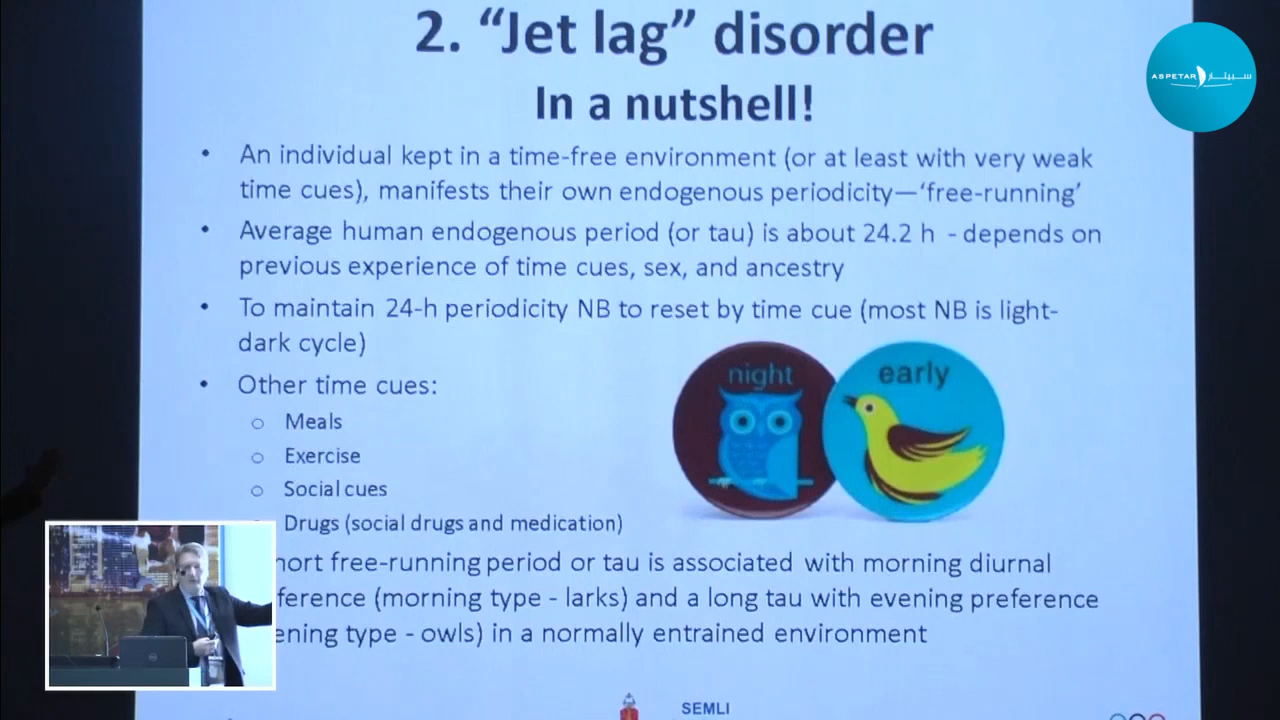 2. “Jet lag” disorder
In a nutshell!
ASPETAR سبيتار
• An individual kept in a time-free environment (or at least with very weak
time cues), manifests their own endogenous periodicity—‘free-running’
• Average human endogenous period (or tau) is about 24.2 h - depends on
previous experience of time cues, sex, and ancestry
• To maintain 24-h periodicity NB to reset by time cue (most NB is light-
dark cycle)
• Other time cues:
night
early
○ Meals
○ Exercise
○ Social cues
Drugs (social drugs and medication)
hort free-running period or tau is associated with morning diurnal
ference (morning type - larks) and a long tau with evening preference
ening type - owls) in a normally entrained environment
SEMLI